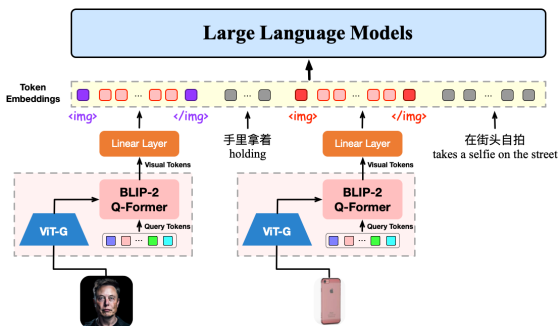 Large Language Models
Token
Embeddings
...
...
...
...
<img>
</img>
<img>
</img>
Linear Layer
手里拿着
holding
Linear Layer
在街头自拍
takes a selfie on the street
Visual Tokens
Visual Tokens
BLIP-2
Q-Former
BLIP-2
Q-Former
ViT-G
Query Tokens
ViT-G
Query Tokens
...
...